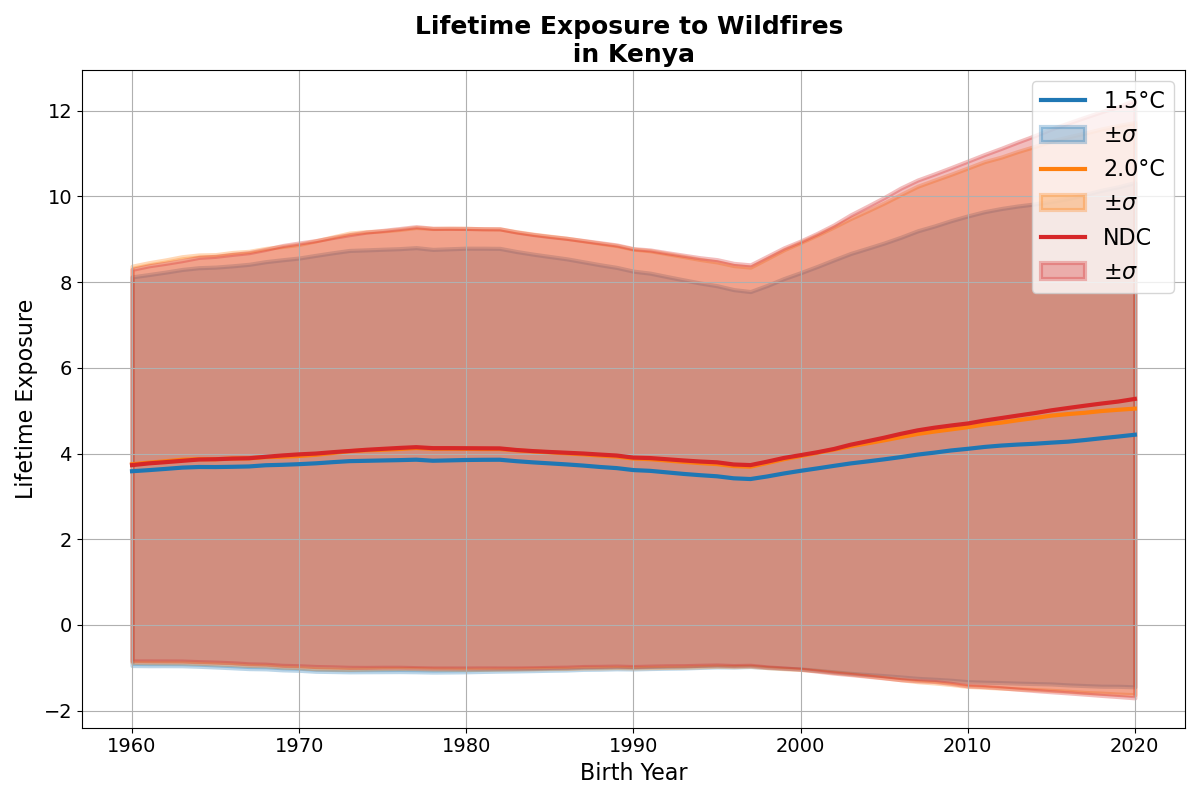 Lifetime Exposure to Wildfires
in Kenya
Lifetime Exposure
12
10
8
6
4
2
0
−2
1960
1970
1980
1990
2000
2010
2020
Birth Year
1.5°C
±σ
2.0°C
±σ
NDC
±σ